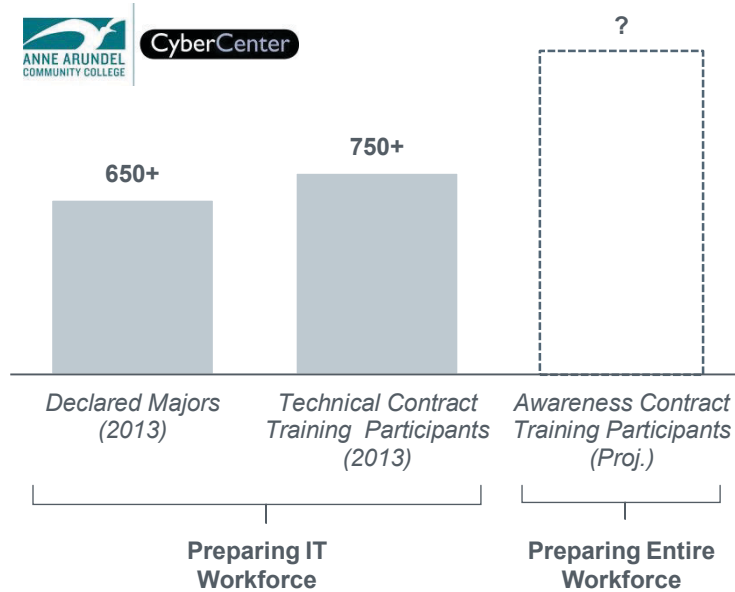 ANNE ARUNDEL
COMMUNITY COLLEGE
CyberCenter
?
750+
650+
Declared Majors
(2013)
Technical Contract
Training Participants
(2013)
Awareness Contract
Training Participants
(Proj.)
Preparing IT
Workforce
Preparing Entire
Workforce